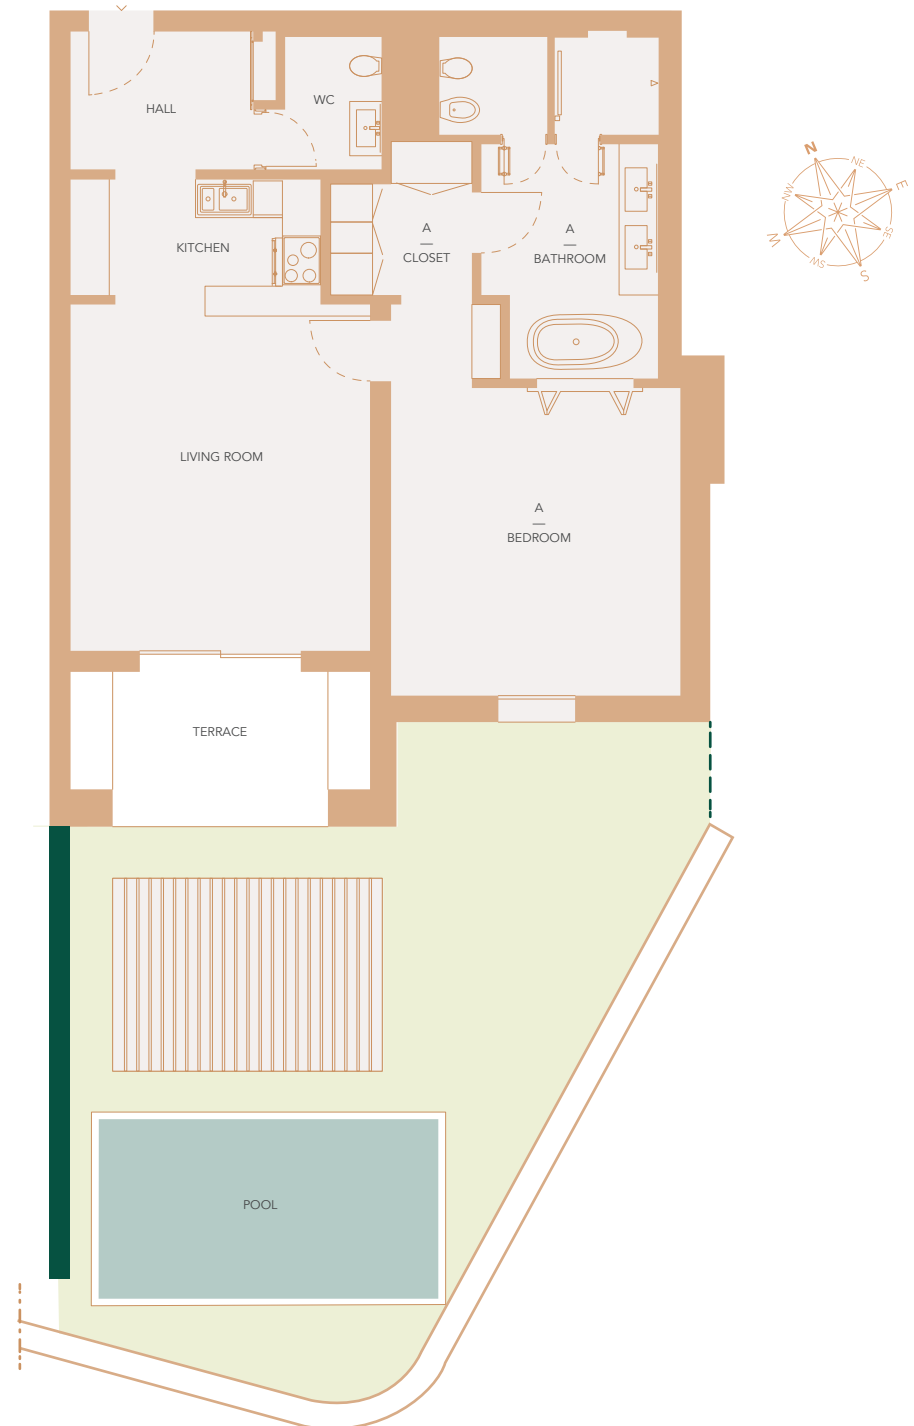 HALL
WC
KITCHEN
A
CLOSET
A
BATHROOM
N
NE
E
SE
S
SW
W
NW
LIVING ROOM
A
BEDROOM
TERRACE
POOL